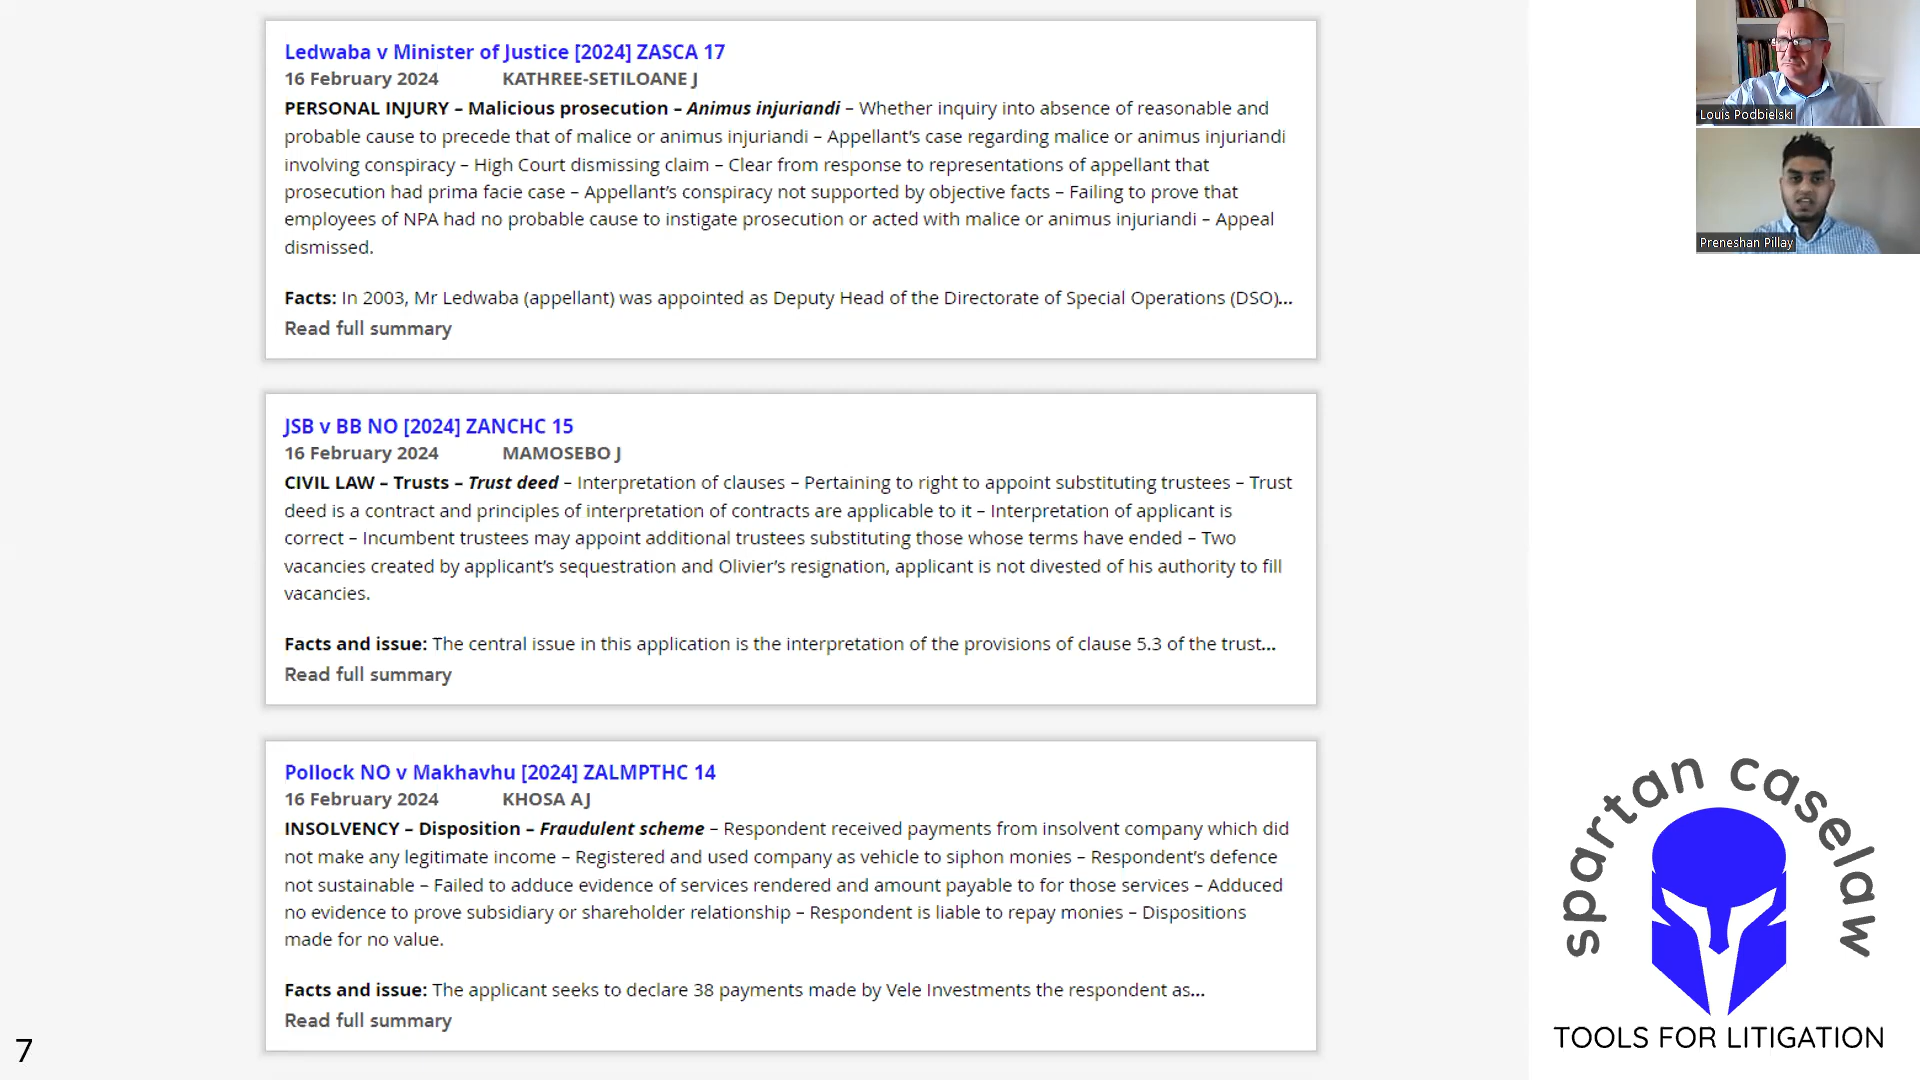 Ledwaba v Minister of Justice [2024] ZASCA 17
16 February 2024 KATHREE-SETILOANE J
PERSONAL INJURY – Malicious prosecution – Animus injuriandi – Whether inquiry into absence of reasonable and
probable cause to precede that of malice or animus injuriandi – Appellant's case regarding malice or animus injuriandi
involving conspiracy – High Court dismissing claim – Clear from response to representations of appellant that
prosecution had prima facie case – Appellant's conspiracy not supported by objective facts – Failing to prove that
employees of NPA had no probable cause to instigate prosecution or acted with malice or animus injuriandi – Appeal
dismissed.
Facts: In 2003, Mr Ledwaba (appellant) was appointed as Deputy Head of the Directorate of Special Operations (DSO)...
Read full summary
JSB v BB NO [2024] ZANCHC 15
16 February 2024 MAMOSEBO J
CIVIL LAW – Trusts – Trust deed – Interpretation of clauses – Pertaining to right to appoint substituting trustees – Trust
deed is a contract and principles of interpretation of contracts are applicable to it – Interpretation of applicant is
correct – Incumbent trustees may appoint additional trustees substituting those whose terms have ended – Two
vacancies created by applicant's sequestration and Olivier's resignation, applicant is not divested of his authority to fill
vacancies.
Facts and issue: The central issue in this application is the interpretation of the provisions of clause 5.3 of the trust...
Read full summary
Pollock NO v Makhavhu [2024] ZALMPTHC 14
16 February 2024 KHOSA AJ
INSOLVENCY – Disposition – Fraudulent scheme – Respondent received payments from insolvent company which did
not make any legitimate income – Registered and used company as vehicle to siphon monies – Respondent's defence
not sustainable – Failed to adduce evidence of services rendered and amount payable to for those services – Adduced
no evidence to prove subsidiary or shareholder relationship – Respondent is liable to repay monies – Dispositions
made for no value.
Facts and issue: The applicant seeks to declare 38 payments made by Vele Investments the respondent as...
Read full summary
7
Louis Podbielski
Preneshan Pillay
spartan caselaw
TOOLS FOR LITIGATION